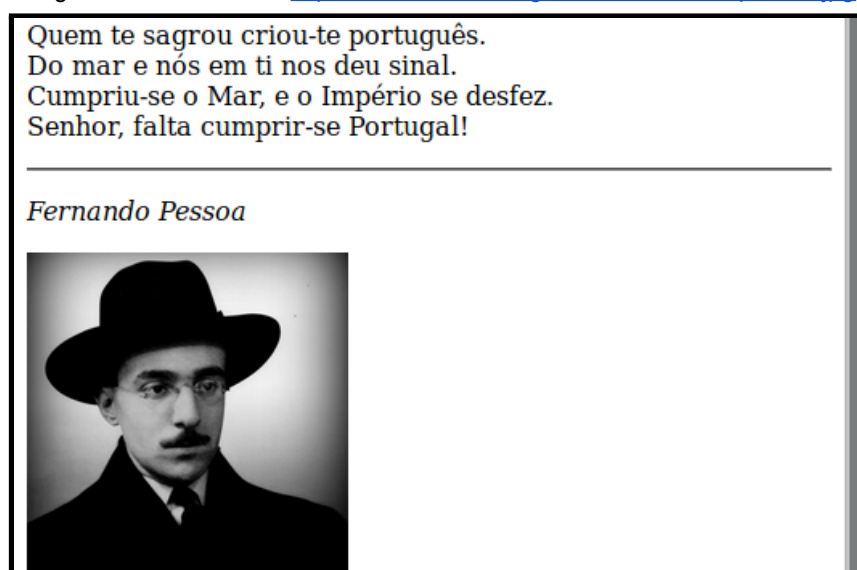 Quem te sagrou criou-te português.
Do mar e nós em ti nos deu sinal.
Cumpriu-se o Mar, e o Império se desfez.
Senhor, falta cumprir-se Portugal!
Fernando Pessoa